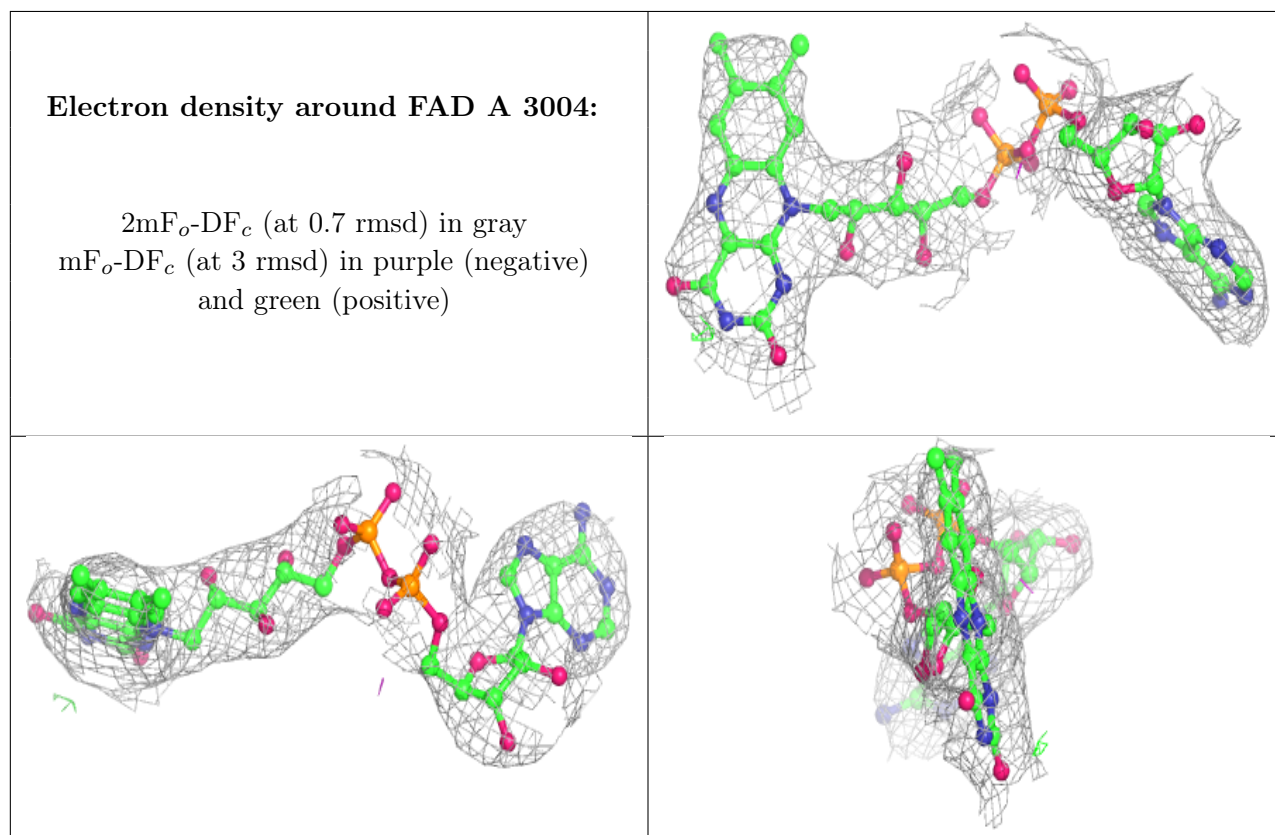 Electron density around FAD A 3004:
2mFo-DFc (at 0.7 rmsd) in gray
mFo-DFc (at 3 rmsd) in purple (negative)
and green (positive)